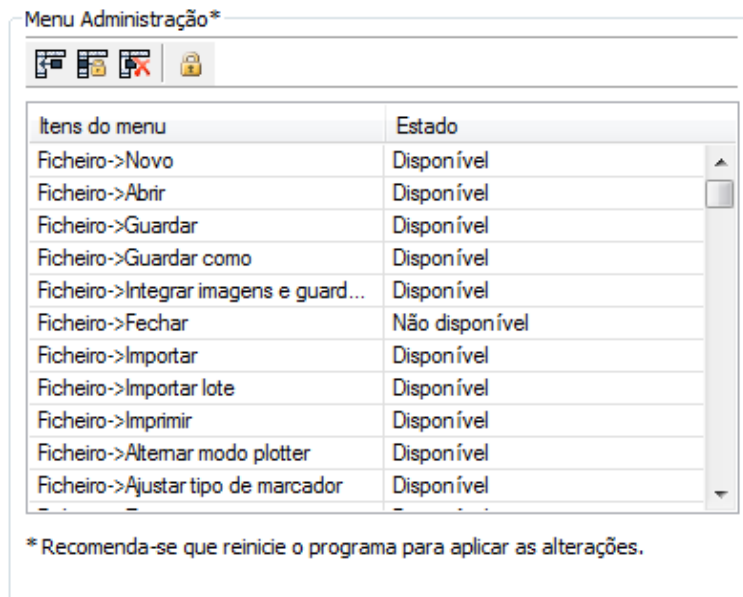 Menu Administração*
Itens do menu Estado
Ficheiro->Novo Disponível
Ficheiro->Abrir Disponível
Ficheiro->Guardar Disponível
Ficheiro->Guardar como Disponível
Ficheiro->Integrar imagens e guard... Disponível
Ficheiro->Fechar Não disponível
Ficheiro->Importar Disponível
Ficheiro->Importar lote Disponível
Ficheiro->Imprimir Disponível
Ficheiro->Alternar modo plotter Disponível
Ficheiro->Ajustar tipo de marcador Disponível
* Recomenda-se que reinicie o programa para aplicar as alterações.